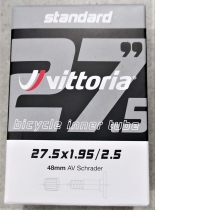 standard
27.5"
vittoria
bicycle inner tube
27.5x1.95/2.5
48mm AV Schrader